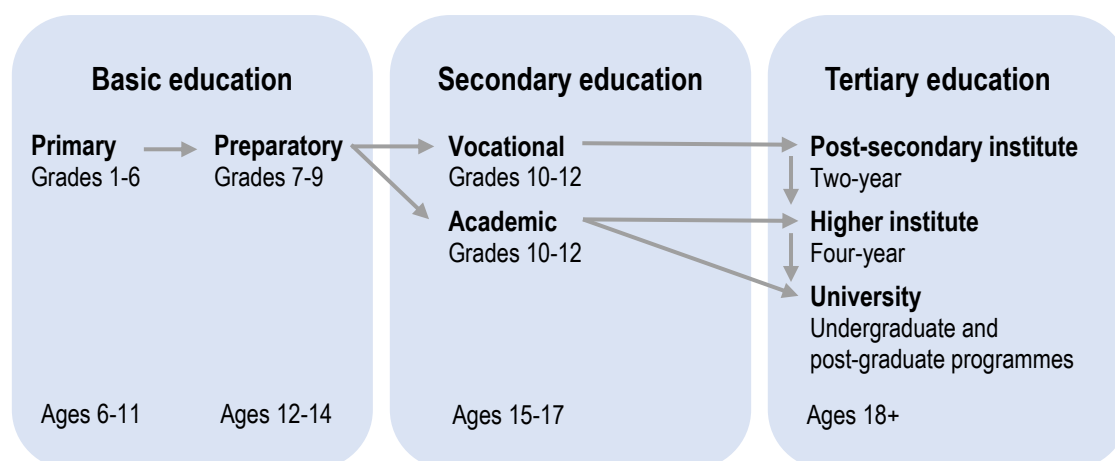 Basic education
Primary
Grades 1-6
Preparatory
Grades 7-9
Ages 6-11
Ages 12-14
Secondary education
Vocational
Grades 10-12
Academic
Grades 10-12
Ages 15-17
Tertiary education
Post-secondary institute
Two-year
Higher institute
Four-year
University
Undergraduate and
post-graduate programmes
Ages 18+